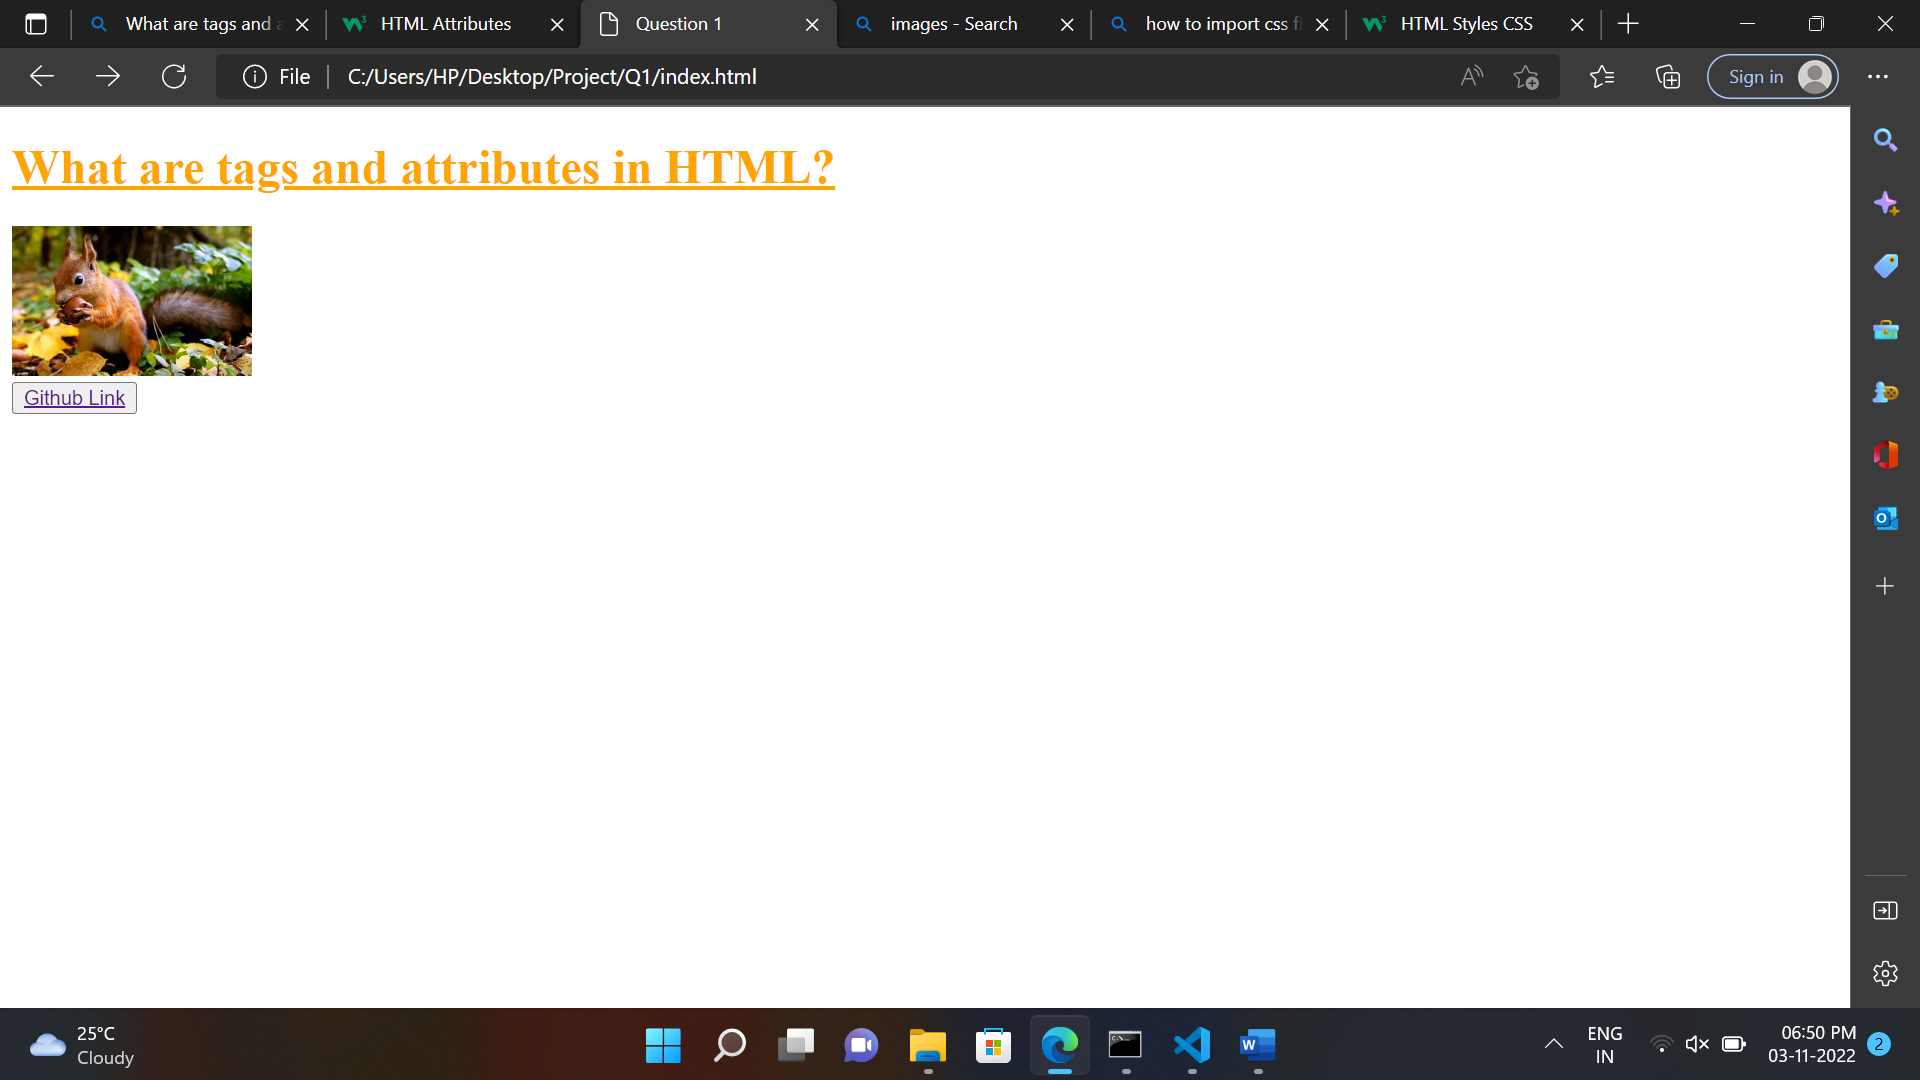 What are tags and
HTML Attributes
Question 1
images - Search
how to import css fi
HTML Styles CSS
File
C:/Users/HP/Desktop/Project/Q1/index.html
Sign in
What are tags and attributes in HTML?
Github Link
25°C
Cloudy
ENG
IN
06:50 PM
03-11-2022
2